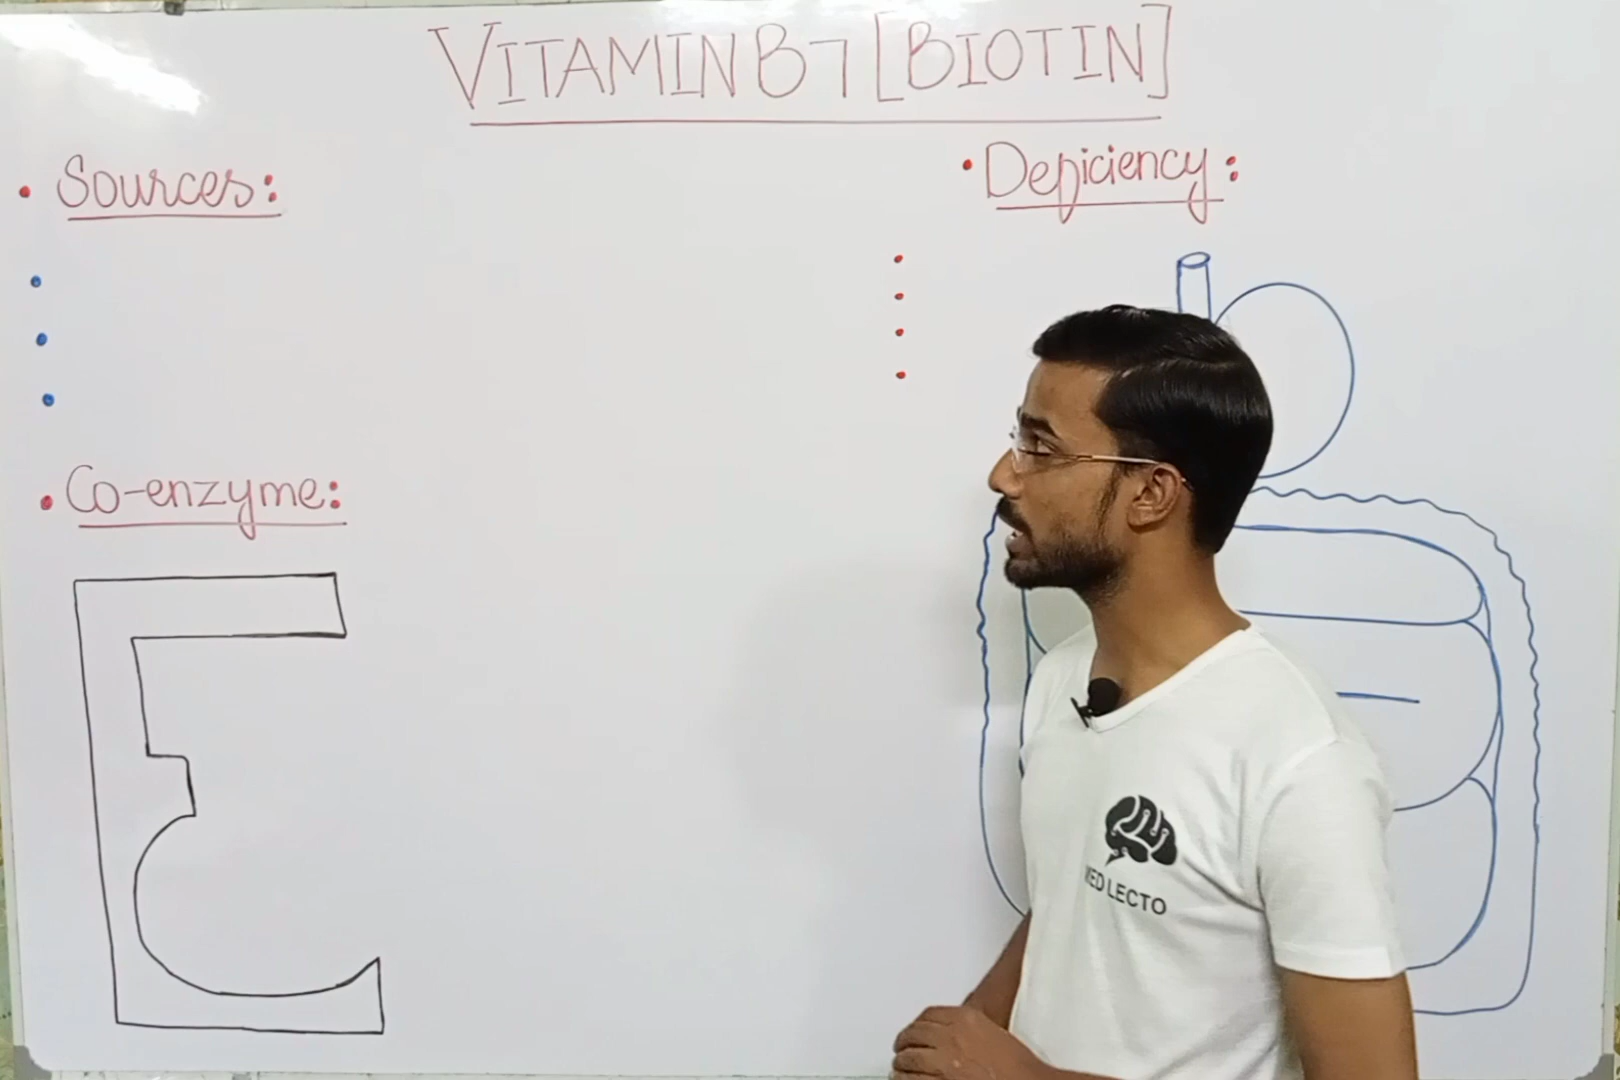 VITAMIN B7 [BIOTIN]
• Sources:
• Deficiency:
• Co-enzyme:
MED LECTO